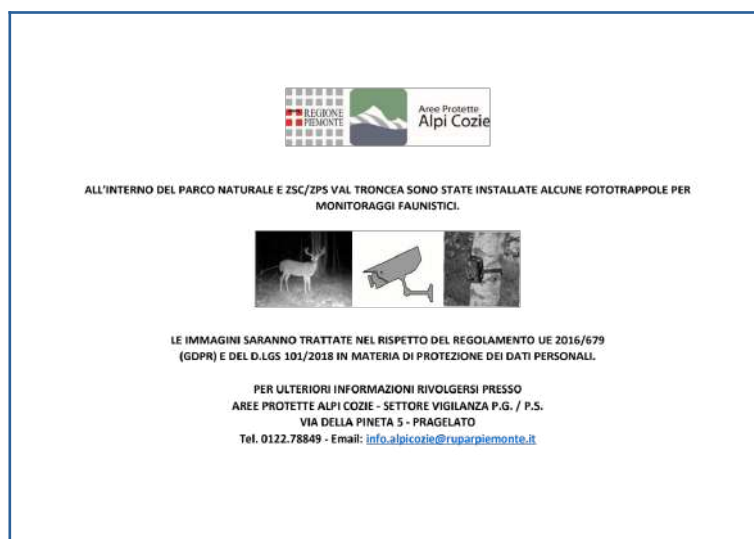 REGIONE
PIEMONTE
Aree Protette
Alpi Cozie
ALL'INTERNO DEL PARCO NATURALE E ZSC/ZPS VAL TRONCEA SONO STATE INSTALLATE ALCUNE FOTOTRAPPOLE PER
MONITORAGGI FAUNISTICI.
LE IMMAGINI SARANNO TRATTATE NEL RISPETTO DEL REGOLAMENTO UE 2016/679
(GDPR) E DEL D.LGS 101/2018 IN MATERIA DI PROTEZIONE DEI DATI PERSONALI.
PER ULTERIORI INFORMAZIONI RIVOLGERSI PRESSO
AREE PROTETTE ALPI COZIE - SETTORE VIGILANZA P.G. / P.S.
VIA DELLA PINETA 5 - PRAGELATO
Tel. 0122.78849 - Email: info.alpicozie@ruparpiemonte.it